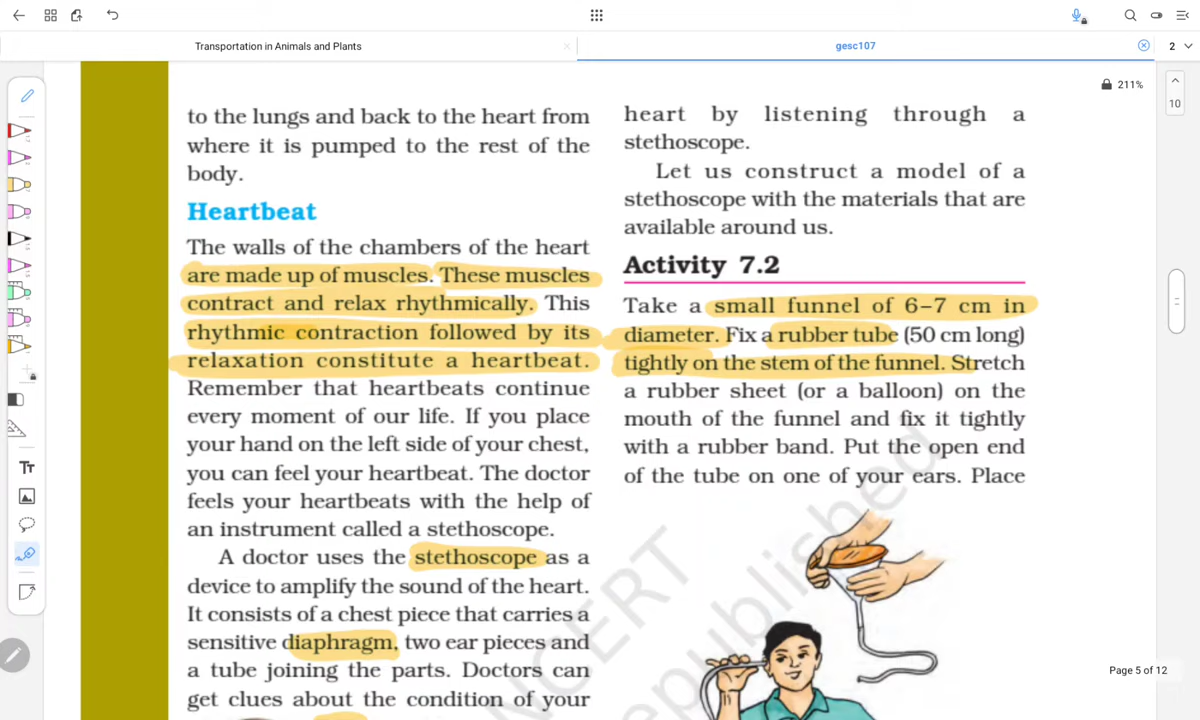 Transportation in Animals and Plants
gesc107
2
211%
10
to the lungs and back to the heart from
where it is pumped to the rest of the
body.
Heartbeat
The walls of the chambers of the heart
are made up of muscles. These muscles
contract and relax rhythmically. This
rhythmic contraction followed by its
relaxation constitute a heartbeat.
Remember that heartbeats continue
every moment of our life. If you place
your hand on the left side of your chest,
you can feel your heartbeat. The doctor
feels your heartbeats with the help of
an instrument called a stethoscope.
A doctor uses the stethoscope as a
device to amplify the sound of the heart.
It consists of a chest piece that carries a
sensitive diaphragm, two ear pieces and
a tube joining the parts. Doctors can
get clues about the condition of your
heart by listening through a
stethoscope.
Let us construct a model of a
stethoscope with the materials that are
available around us.
Activity 7.2
Take a small funnel of 6–7 cm in
diameter. Fix a rubber tube (50 cm long)
tightly on the stem of the funnel. Stretch
a rubber sheet (or a balloon) on the
mouth of the funnel and fix it tightly
with a rubber band. Put the open end
of the tube on one of your ears. Place
NCERT
republished
TT
Page 5 of 12